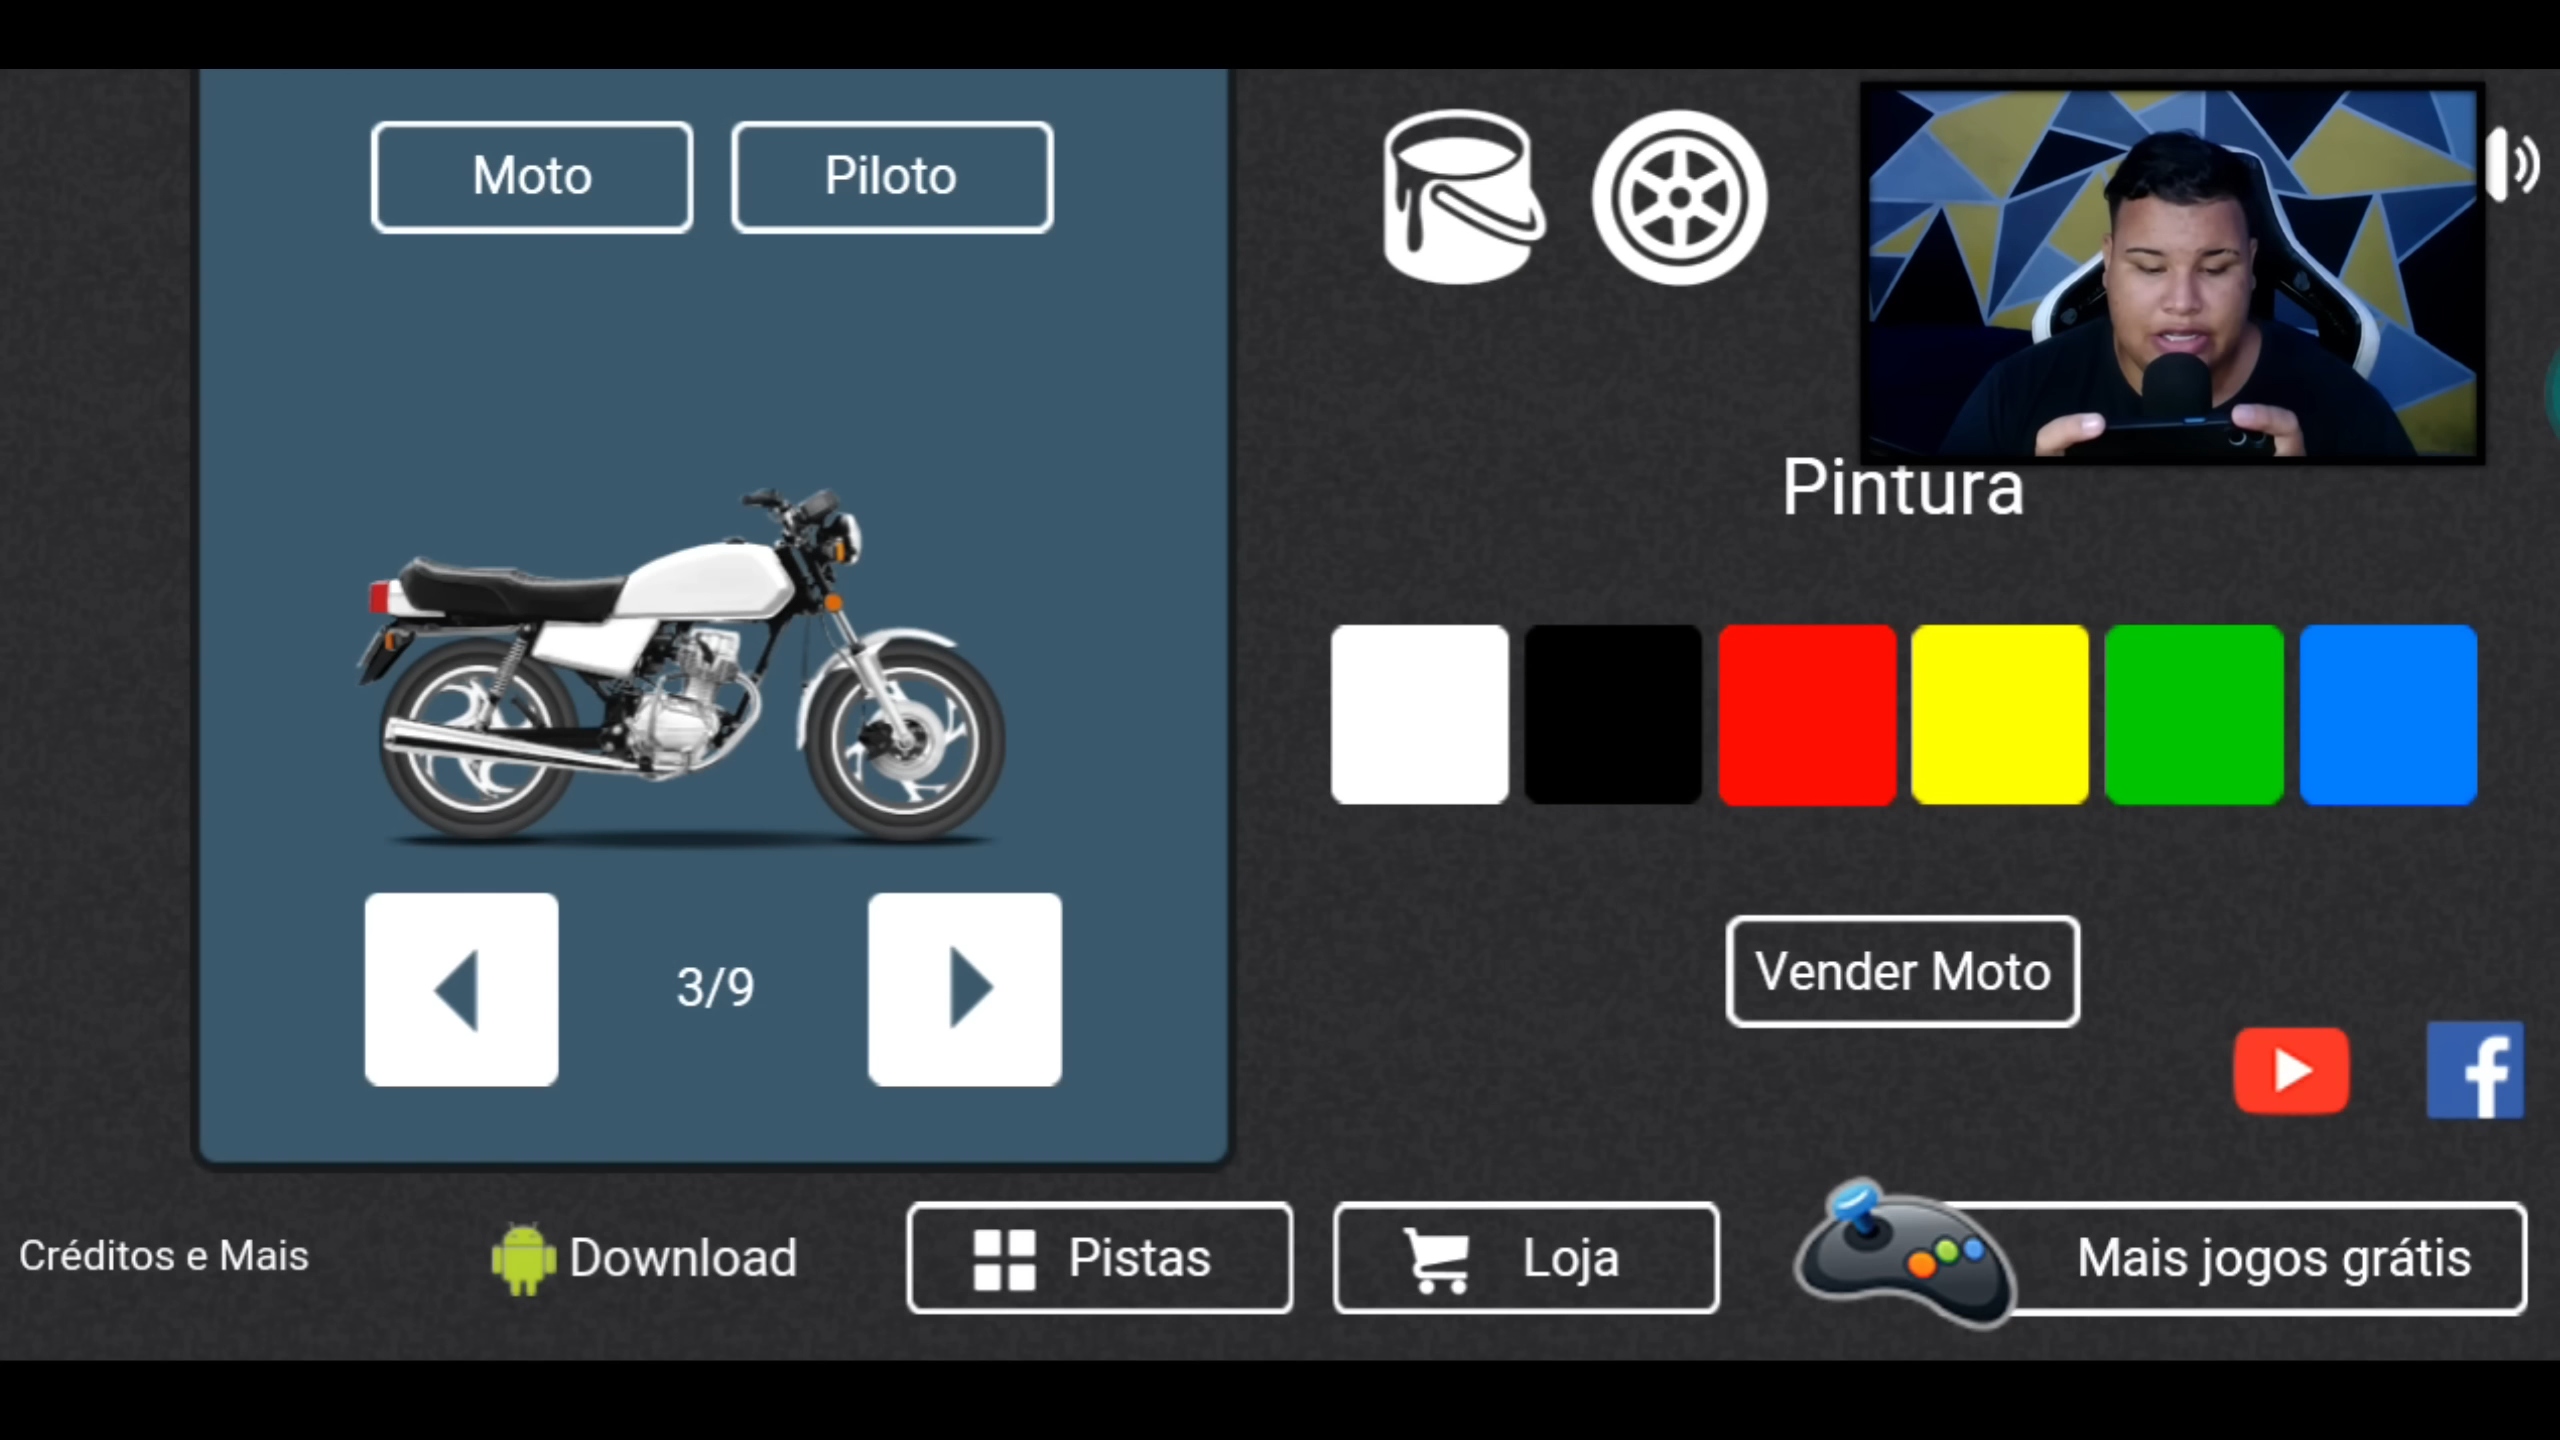 Moto
Piloto
Pintura
3/9
Vender Moto
Créditos e Mais
Download
Pistas
Loja
Mais jogos grátis